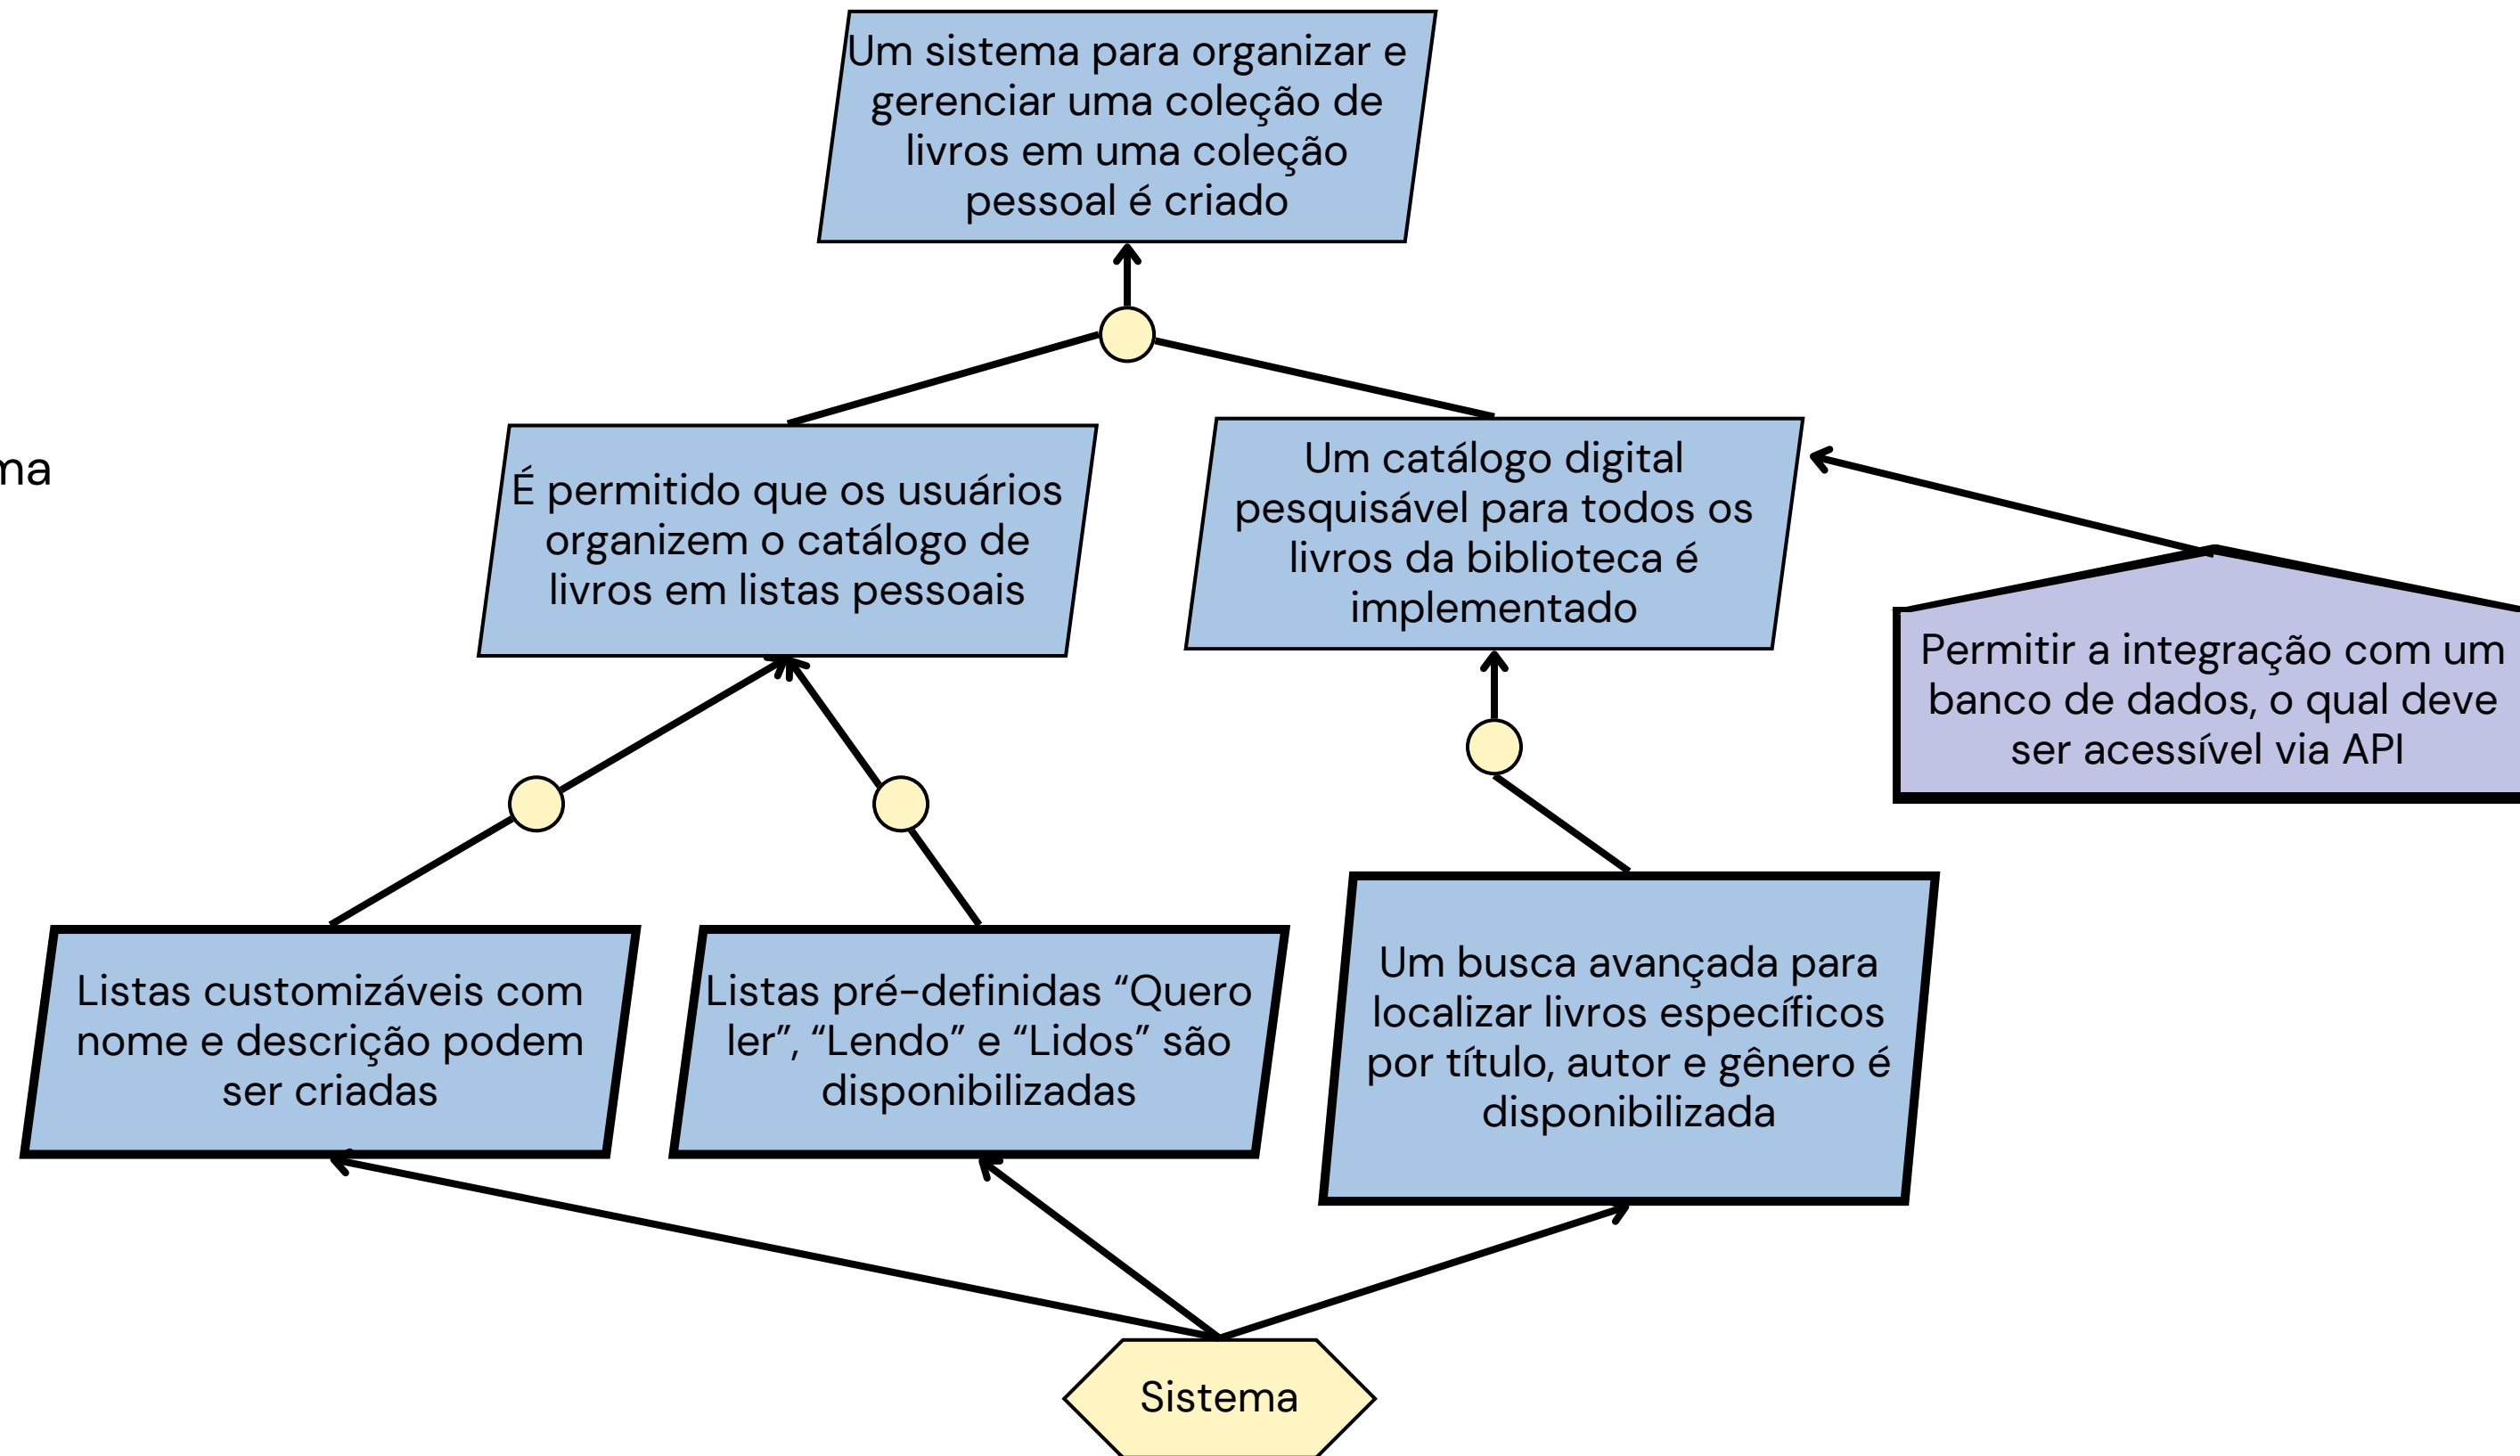 Um sistema para organizar e
gerenciar uma coleção de
livros em uma coleção
pessoal é criado
É permitido que os usuários
organizem o catálogo de
livros em listas pessoais
Um catálogo digital
pesquisável para todos os
livros da biblioteca é
implementado
Permitir a integração com um
banco de dados, o qual deve
ser acessível via API
Listas customizáveis com
nome e descrição podem
ser criadas
Listas pré-definidas “Quero
ler”, “Lendo” e “Lidos” são
disponibilizadas
Um busca avançada para
localizar livros específicos
por título, autor e gênero é
disponibilizada
Sistema